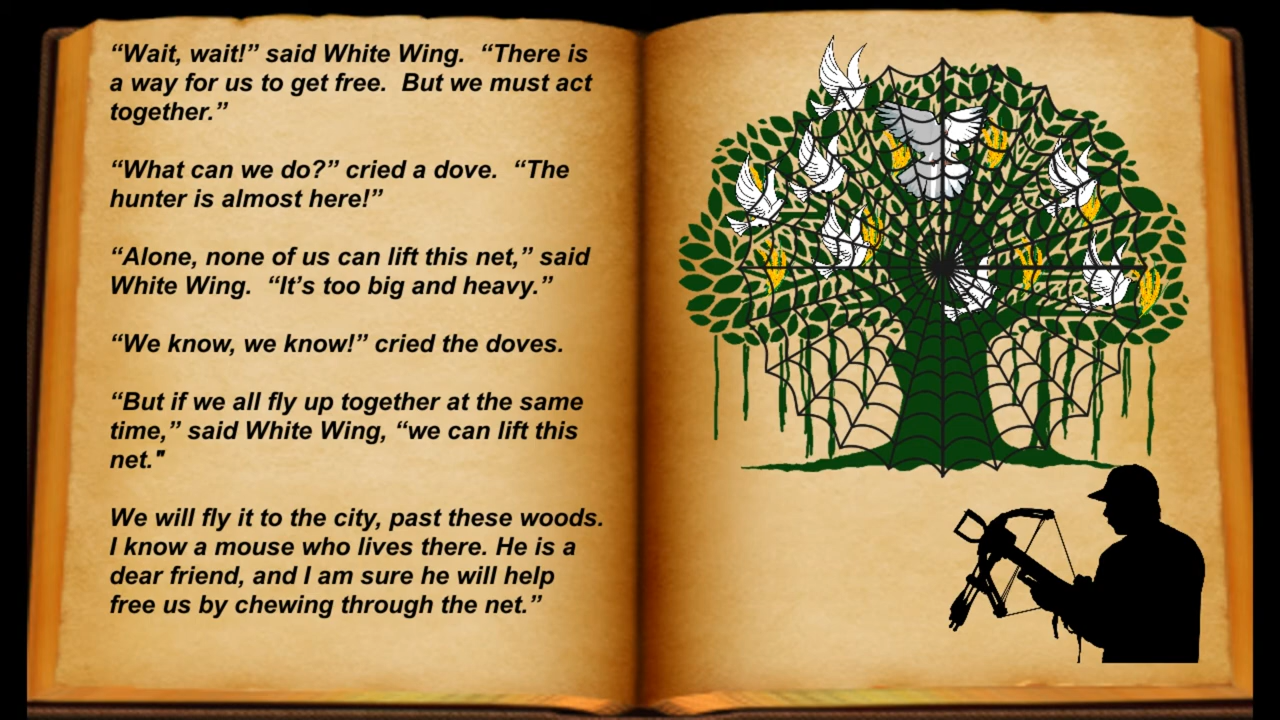 “Wait, wait!” said White Wing.  “There is
a way for us to get free.  But we must act
together.”
“What can we do?” cried a dove.  “The
hunter is almost here!”
“Alone, none of us can lift this net,” said
White Wing.  “It’s too big and heavy.”
“We know, we know!” cried the doves.
“But if we all fly up together at the same
time,” said White Wing, “we can lift this
net."
We will fly it to the city, past these woods.
I know a mouse who lives there. He is a
dear friend, and I am sure he will help
free us by chewing through the net.”